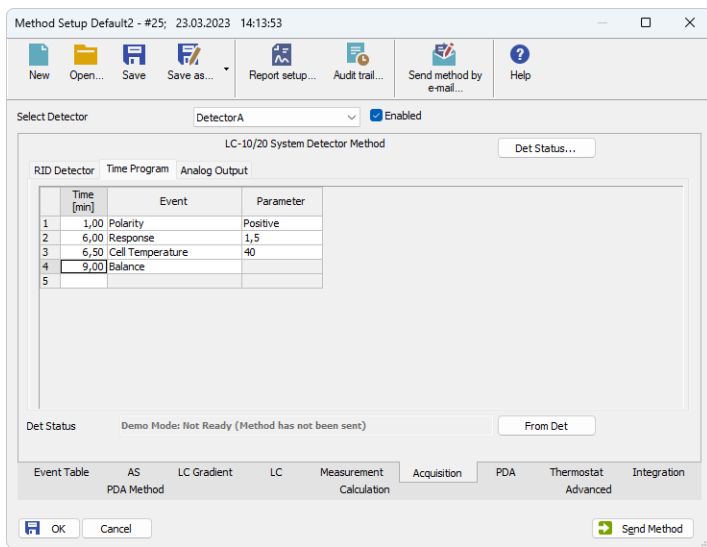 Method Setup Default2 - #25; 23.03.2023 14:13:53
New Open... Save Save as... Report setup... Audit trail... Send method by e-mail... Help
Select Detector DetectorA Enabled
LC-10/20 System Detector Method Det Status...
RID Detector Time Program Analog Output
Time [min] Event Parameter
1 1,00 Polarity Positive
2 6,00 Response 1,5
3 6,50 Cell Temperature 40
4 9,00 Balance
5
Det Status Demo Mode: Not Ready (Method has not been sent) From Det
Event Table AS LC Gradient LC Measurement Acquisition PDA Thermostat Integration
PDA Method Calculation Advanced
OK Cancel Send Method